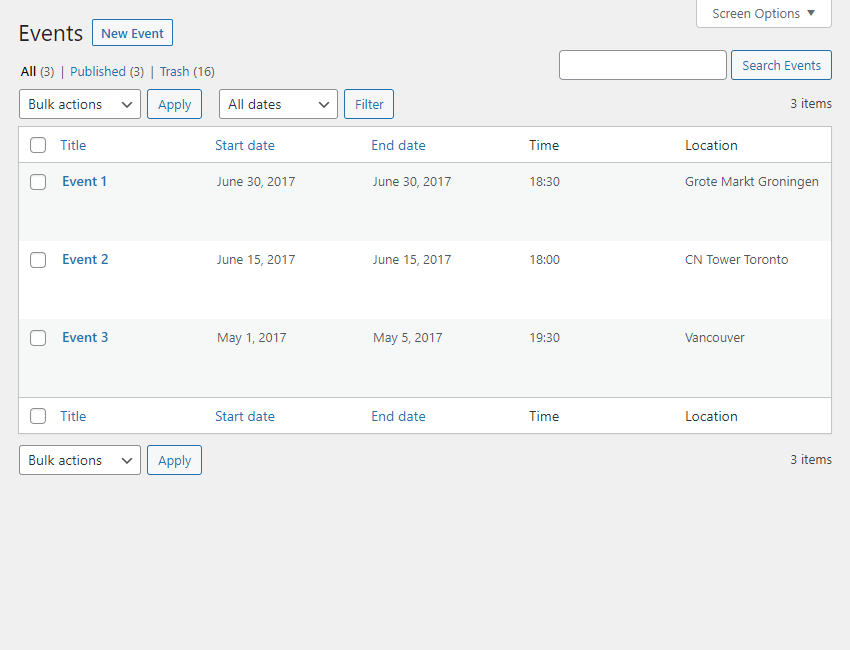 Screen Options
Events New Event
All (3) | Published (3) | Trash (16)
Search Events
Bulk actions Apply All dates Filter 3 items
Title Start date End date Time Location
Event 1 June 30, 2017 June 30, 2017 18:30 Grote Markt Groningen
Event 2 June 15, 2017 June 15, 2017 18:00 CN Tower Toronto
Event 3 May 1, 2017 May 5, 2017 19:30 Vancouver
Title Start date End date Time Location
Bulk actions Apply 3 items